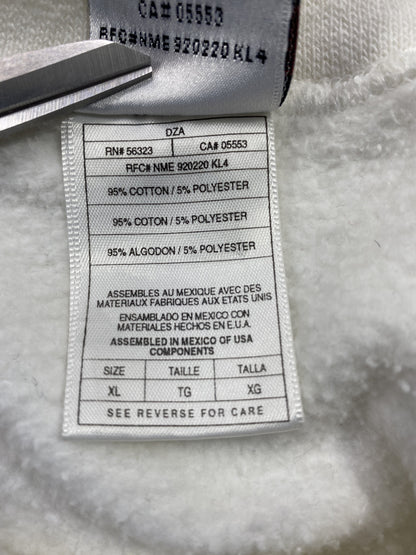 CA# 05553
RFC#NME 920220 KL4
DZA
RN# 56323 CA# 05553
RFC# NME 920220 KL4
95% COTTON / 5% POLYESTER
95% COTON / 5% POLYESTER
95% ALGODON / 5% POLYESTER
ASSEMBLES AU MEXIQUE AVEC DES
MATERIAUX FABRIQUES AUX ETATS UNIS
ENSAMBLADO EN MEXICO CON
MATERIALES HECHOS EN E.U.A.
ASSEMBLED IN MEXICO OF USA
COMPONENTS
SIZE TAILLE TALLA
XL TG XG
SEE REVERSE FOR CARE